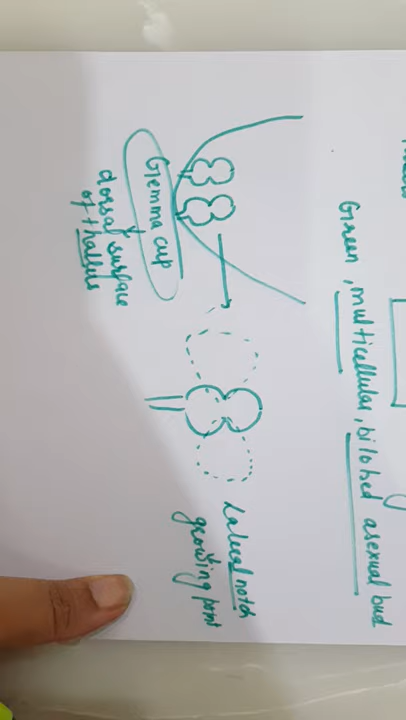 Green, multicellular, bilobed asexual bud
Gemma cup
dorsal surface
of thallus
Lateral notch
growing point